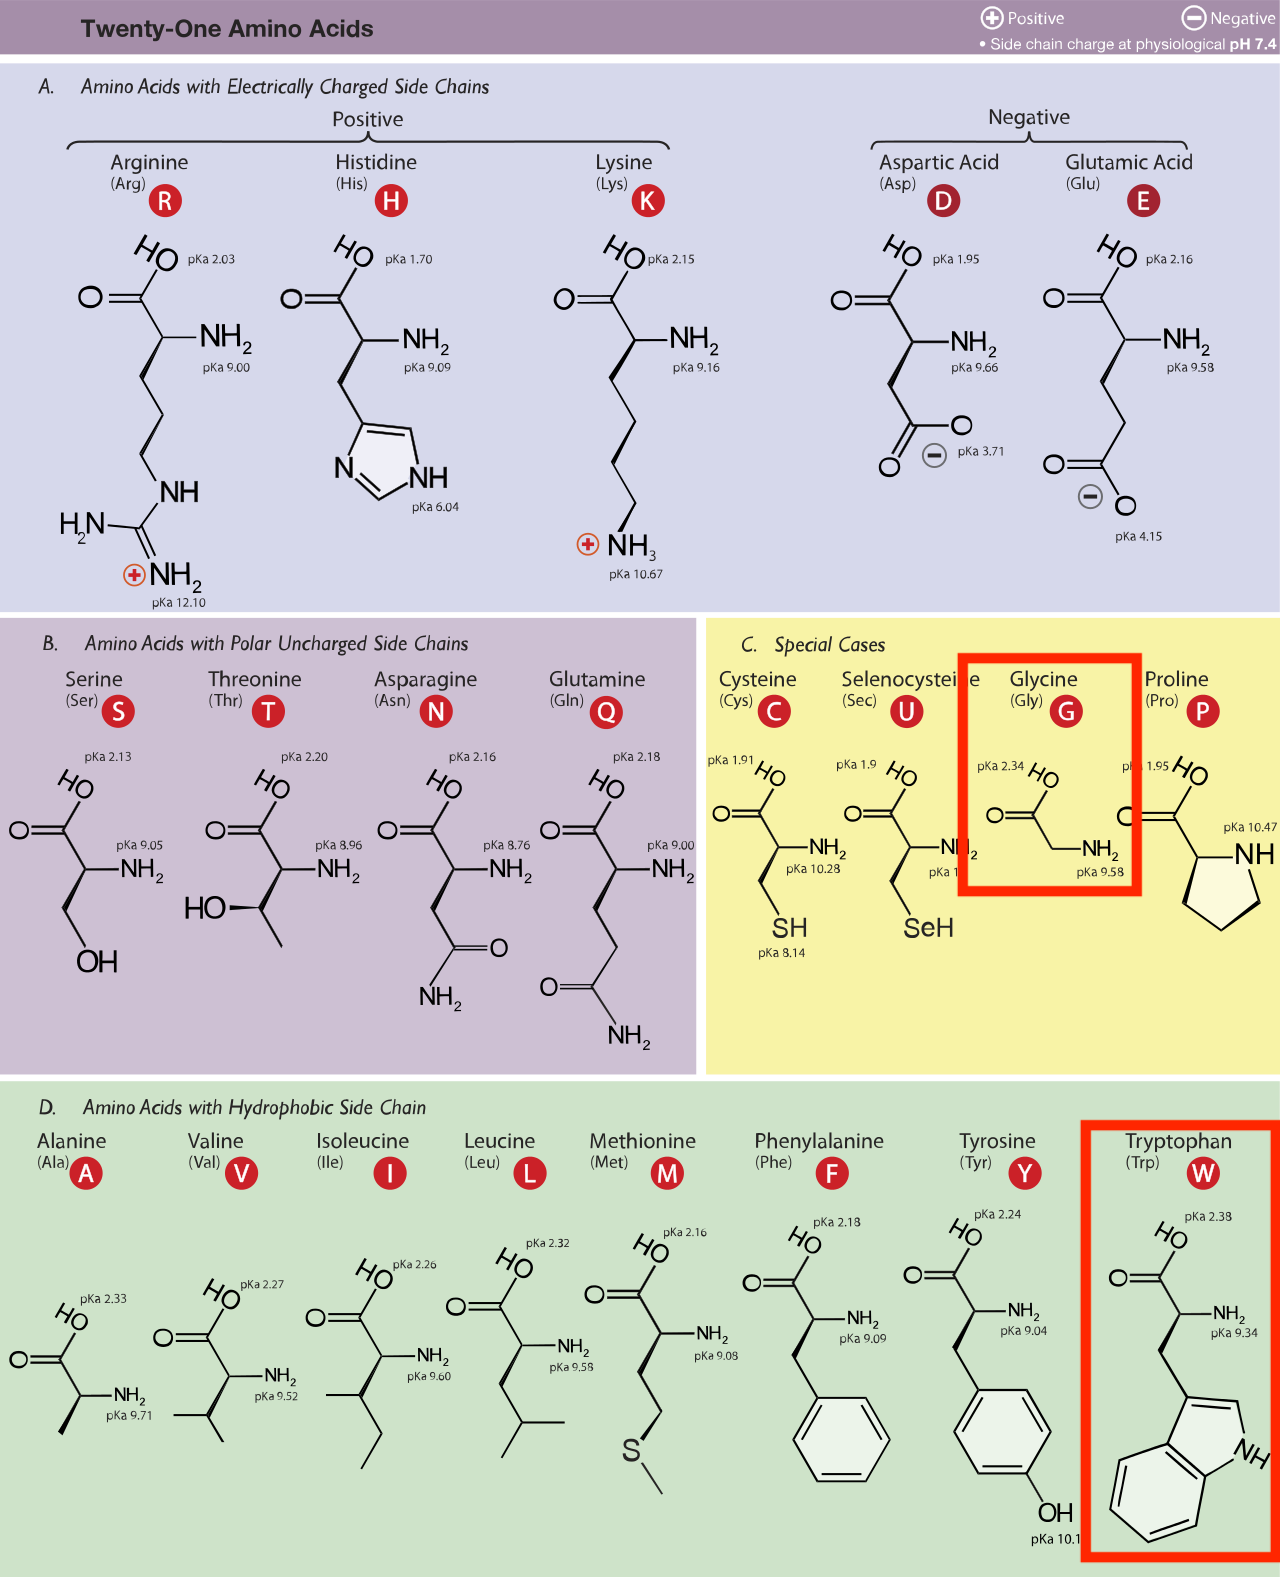 Twenty-One Amino Acids
+ Positive
− Negative
• Side chain charge at physiological pH 7.4
A. Amino Acids with Electrically Charged Side Chains
Positive
Negative
Arginine
(Arg)
R
Histidine
(His)
H
Lysine
(Lys)
K
Aspartic Acid
(Asp)
D
Glutamic Acid
(Glu)
E
HO
pKa 2.03
O
NH2
pKa 9.00
NH
H2N
+
NH2
pKa 12.10
HO
pKa 1.70
O
NH2
pKa 9.09
N
NH
pKa 6.04
HO
pKa 2.15
O
NH2
pKa 9.16
+
NH3
pKa 10.67
HO
pKa 1.95
O
NH2
pKa 9.66
O
−
pKa 3.71
O
HO
pKa 2.16
O
NH2
pKa 9.58
O
−
O
pKa 4.15
B. Amino Acids with Polar Uncharged Side Chains
Serine
(Ser)
S
Threonine
(Thr)
T
Asparagine
(Asn)
N
Glutamine
(Gln)
Q
pKa 2.13
HO
O
pKa 9.05
NH2
OH
pKa 2.20
HO
O
pKa 8.96
NH2
HO
pKa 2.16
HO
O
pKa 8.76
NH2
O
NH2
pKa 2.18
HO
O
pKa 9.00
NH2
O
NH2
C. Special Cases
Cysteine
(Cys)
C
Selenocysteine
(Sec)
U
Glycine
(Gly)
G
Proline
(Pro)
P
pKa 1.91
HO
O
NH2
pKa 10.28
SH
pKa 8.14
pKa 1.9
HO
O
NH2
pKa 1
SeH
pKa 2.34
HO
O
NH2
pKa 9.58
pKa 1.95
HO
O
pKa 10.47
NH
D. Amino Acids with Hydrophobic Side Chain
Alanine
(Ala)
A
Valine
(Val)
V
Isoleucine
(Ile)
I
Leucine
(Leu)
L
Methionine
(Met)
M
Phenylalanine
(Phe)
F
Tyrosine
(Tyr)
Y
Tryptophan
(Trp)
W
pKa 2.33
HO
O
NH2
pKa 9.71
pKa 2.27
HO
O
NH2
pKa 9.52
pKa 2.26
HO
O
NH2
pKa 9.60
pKa 2.32
HO
O
NH2
pKa 9.58
pKa 2.16
HO
O
NH2
pKa 9.08
S
pKa 2.18
HO
O
NH2
pKa 9.09
pKa 2.24
HO
O
NH2
pKa 9.04
OH
pKa 10.1
pKa 2.38
HO
O
NH2
pKa 9.34
NH